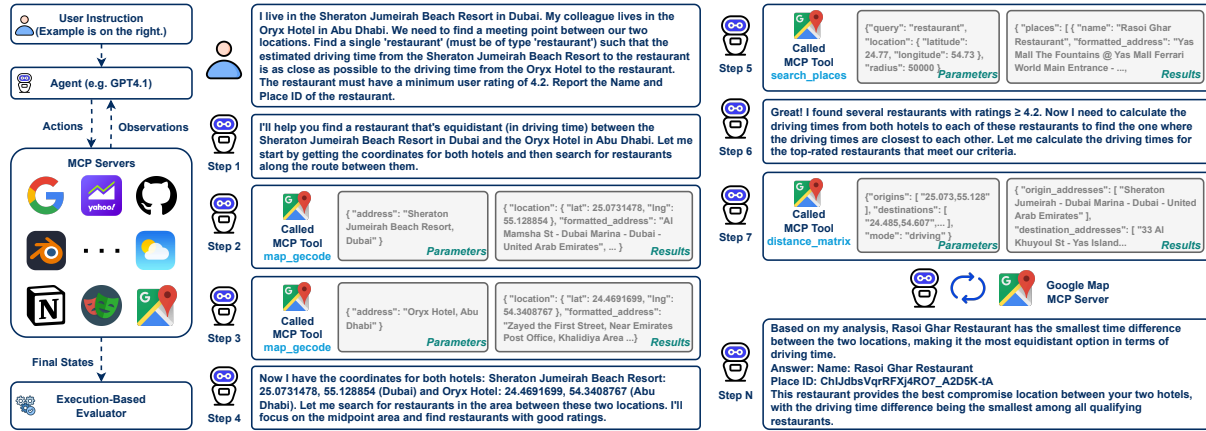 User Instruction
(Example is on the right.)
Agent (e.g. GPT4.1)
Actions
Observations
MCP Servers
yahoo!
Final States
Execution-Based
Evaluator
I live in the Sheraton Jumeirah Beach Resort in Dubai. My colleague lives in the
Oryx Hotel in Abu Dhabi. We need to find a meeting point between our two
locations. Find a single 'restaurant' (must be of type 'restaurant') such that the
estimated driving time from the Sheraton Jumeirah Beach Resort to the restaurant
is as close as possible to the driving time from the Oryx Hotel to the restaurant.
The restaurant must have a minimum user rating of 4.2. Report the Name and
Place ID of the restaurant.
Step 1
I'll help you find a restaurant that's equidistant (in driving time) between the
Sheraton Jumeirah Beach Resort in Dubai and the Oryx Hotel in Abu Dhabi. Let me
start by getting the coordinates for both hotels and then search for restaurants
along the route between them.
Step 2
Called
MCP Tool
map_gecode
{ "address": "Sheraton
Jumeirah Beach Resort,
Dubai" }
Parameters
{ "location": { "lat": 25.0731478, "lng":
55.128854 }, "formatted_address": "Al
Mamsha St - Dubai Marina - Dubai -
United Arab Emirates", ... }
Results
Step 3
Called
MCP Tool
map_gecode
{ "address": "Oryx Hotel, Abu
Dhabi" }
Parameters
{ "location": { "lat": 24.4691699, "lng":
54.3408767 }, "formatted_address":
"Zayed the First Street, Near Emirates
Post Office, Khalidiya Area ...}
Results
Step 4
Now I have the coordinates for both hotels: Sheraton Jumeirah Beach Resort:
25.0731478, 55.128854 (Dubai) and Oryx Hotel: 24.4691699, 54.3408767 (Abu
Dhabi). Let me search for restaurants in the area between these two locations. I'll
focus on the midpoint area and find restaurants with good ratings.
Step 5
Called
MCP Tool
search_places
{"query": "restaurant",
"location": { "latitude":
24.77, "longitude": 54.73 },
"radius": 50000 }
Parameters
{ "places": [ { "name": "Rasoi Ghar
Restaurant", "formatted_address": "Yas
Mall The Fountains @ Yas Mall Ferrari
World Main Entrance - ...,
Results
Step 6
Great! I found several restaurants with ratings ≥ 4.2. Now I need to calculate the
driving times from both hotels to each of these restaurants to find the one where
the driving times are closest to each other. Let me calculate the driving times for
the top-rated restaurants that meet our criteria.
Step 7
Called
MCP Tool
distance_matrix
{"origins": [ "25.073,55.128"
], "destinations": [
"24.485,54.607",... ],
"mode": "driving" }
Parameters
{ "origin_addresses": [ "Sheraton
Jumeirah - Dubai Marina - Dubai - United
Arab Emirates" ],
"destination_addresses": [ "33 Al
Khuyoul St - Yas Island...
Results
Google Map
MCP Server
Step N
Based on my analysis, Rasoi Ghar Restaurant has the smallest time difference
between the two locations, making it the most equidistant option in terms of
driving time.
Answer: Name: Rasoi Ghar Restaurant
Place ID: ChIJdbsVqrRFXj4RO7_A2D5K-tA
This restaurant provides the best compromise location between your two hotels,
with the driving time difference being the smallest among all qualifying
restaurants.